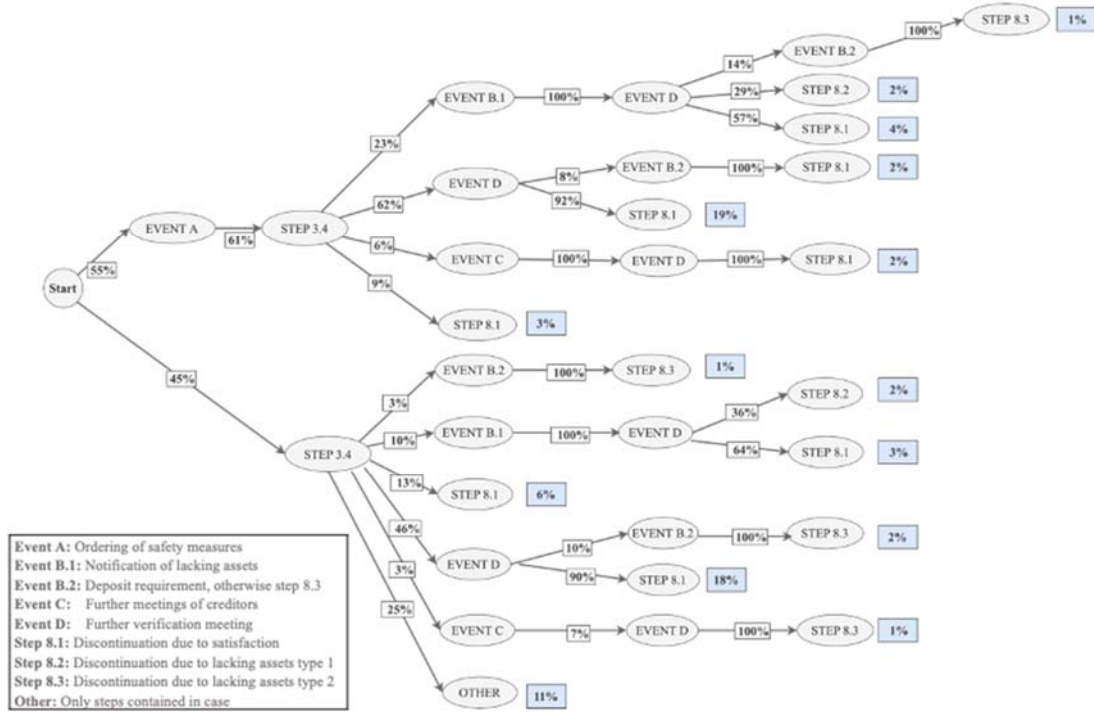 STEP 8.3 1%
100%
EVENT B.2
14%
EVENT B.1 100% EVENT D 29% STEP 8.2 2%
57%
STEP 8.1 4%
23%
EVENT B.2 100% STEP 8.1 2%
8%
EVENT D
62% 92%
STEP 8.1 19%
EVENT A 61% STEP 3.4
6%
EVENT C 100% EVENT D 100% STEP 8.1 2%
55%
9%
Start
STEP 8.1 3%
45%
EVENT B.2 100% STEP 8.3 1%
3%
STEP 8.2 2%
36%
10% EVENT B.1 100% EVENT D
64% STEP 8.1 3%
STEP 3.4
13%
STEP 8.1 6%
46%
EVENT B.2 100% STEP 8.3 2%
10%
EVENT D
3% 90% STEP 8.1 18%
25%
EVENT C 7% EVENT D 100% STEP 8.3 1%
OTHER 11%
Event A: Ordering of safety measures
Event B.1: Notification of lacking assets
Event B.2: Deposit requirement, otherwise step 8.3
Event C: Further meetings of creditors
Event D: Further verification meeting
Step 8.1: Discontinuation due to satisfaction
Step 8.2: Discontinuation due to lacking assets type 1
Step 8.3: Discontinuation due to lacking assets type 2
Other: Only steps contained in case